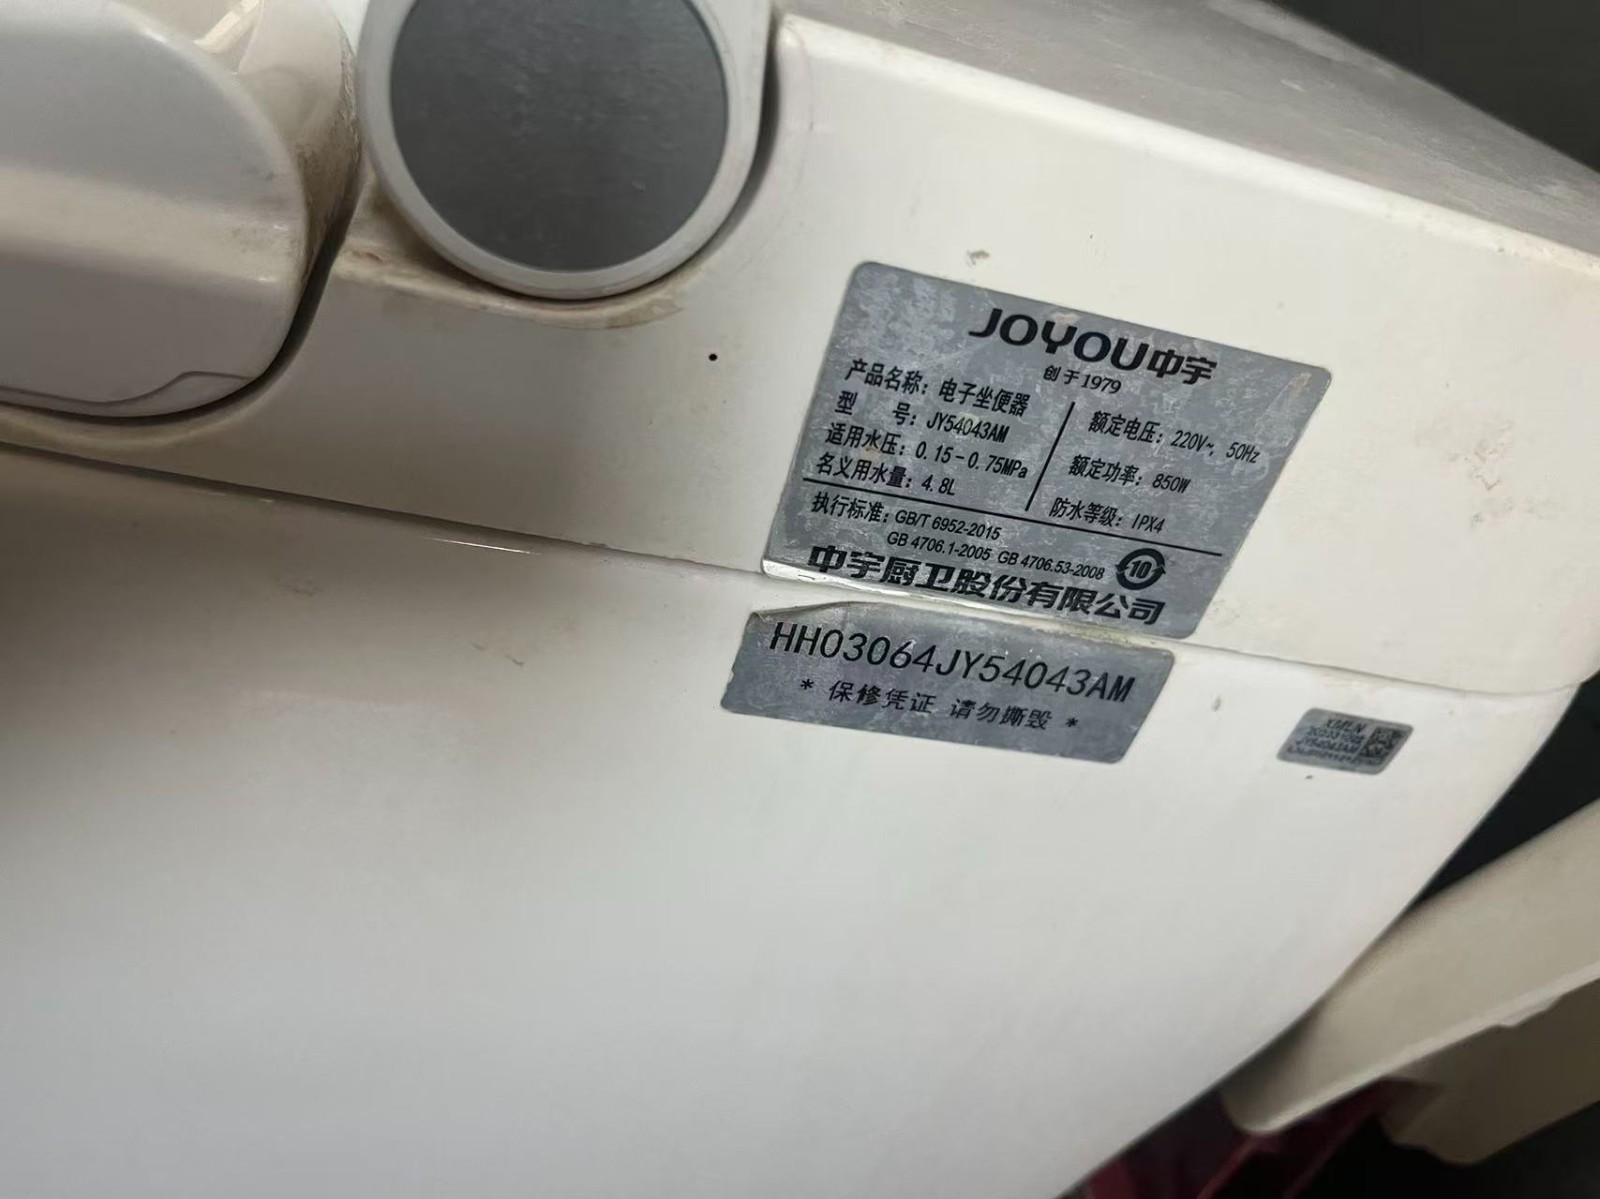 JOYOU中宇
创于1979
产品名称：电子坐便器
型 号：JY54043AM
适用水压：0.15-0.75MPa
名义用水量：4.8L
额定电压：220V~, 50Hz
额定功率：850W
防水等级：IPX4
执行标准：GB/T 6952-2015
GB 4706.1-2005 GB 4706.53-2008
10
中宇厨卫股份有限公司
HH03064JY54043AM
* 保修凭证 请勿撕毁 *
JY54043AM